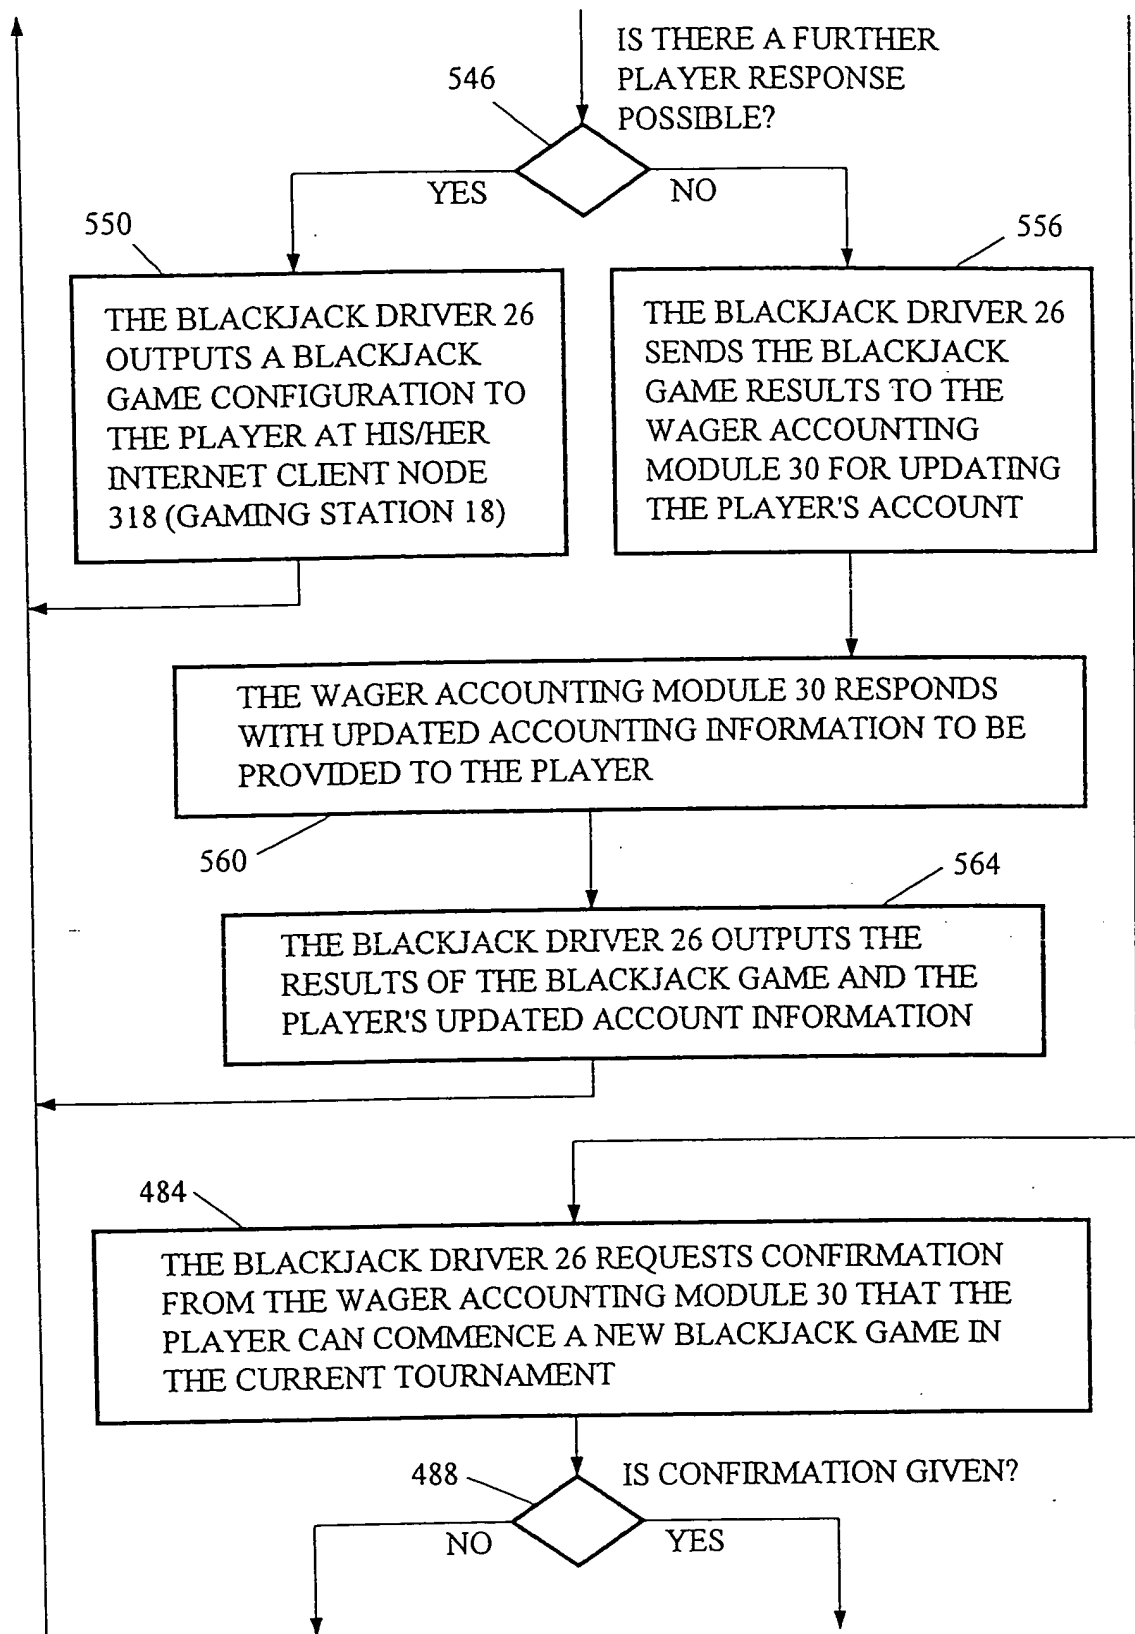 IS THERE A FURTHER
PLAYER RESPONSE
POSSIBLE?
546
YES
NO
550
556
THE BLACKJACK DRIVER 26
OUTPUTS A BLACKJACK
GAME CONFIGURATION TO
THE PLAYER AT HIS/HER
INTERNET CLIENT NODE
318 (GAMING STATION 18)
THE BLACKJACK DRIVER 26
SENDS THE BLACKJACK
GAME RESULTS TO THE
WAGER ACCOUNTING
MODULE 30 FOR UPDATING
THE PLAYER'S ACCOUNT
THE WAGER ACCOUNTING MODULE 30 RESPONDS
WITH UPDATED ACCOUNTING INFORMATION TO BE
PROVIDED TO THE PLAYER
560
564
THE BLACKJACK DRIVER 26 OUTPUTS THE
RESULTS OF THE BLACKJACK GAME AND THE
PLAYER'S UPDATED ACCOUNT INFORMATION
484
THE BLACKJACK DRIVER 26 REQUESTS CONFIRMATION
FROM THE WAGER ACCOUNTING MODULE 30 THAT THE
PLAYER CAN COMMENCE A NEW BLACKJACK GAME IN
THE CURRENT TOURNAMENT
488
IS CONFIRMATION GIVEN?
NO
YES